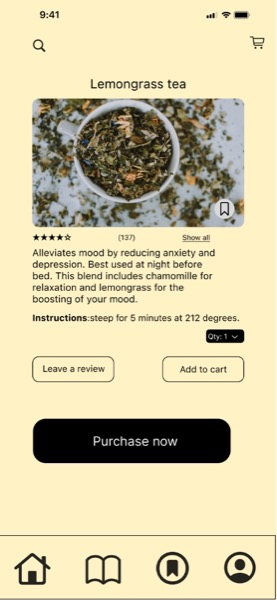 9:41
Lemongrass tea
★★★★☆ (137) Show all
Alleviates mood by reducing anxiety and
depression. Best used at night before
bed. This blend includes chamomile for
relaxation and lemongrass for the
boosting of your mood.
Instructions:steep for 5 minutes at 212 degrees.
Qty: 1
Leave a review Add to cart
Purchase now